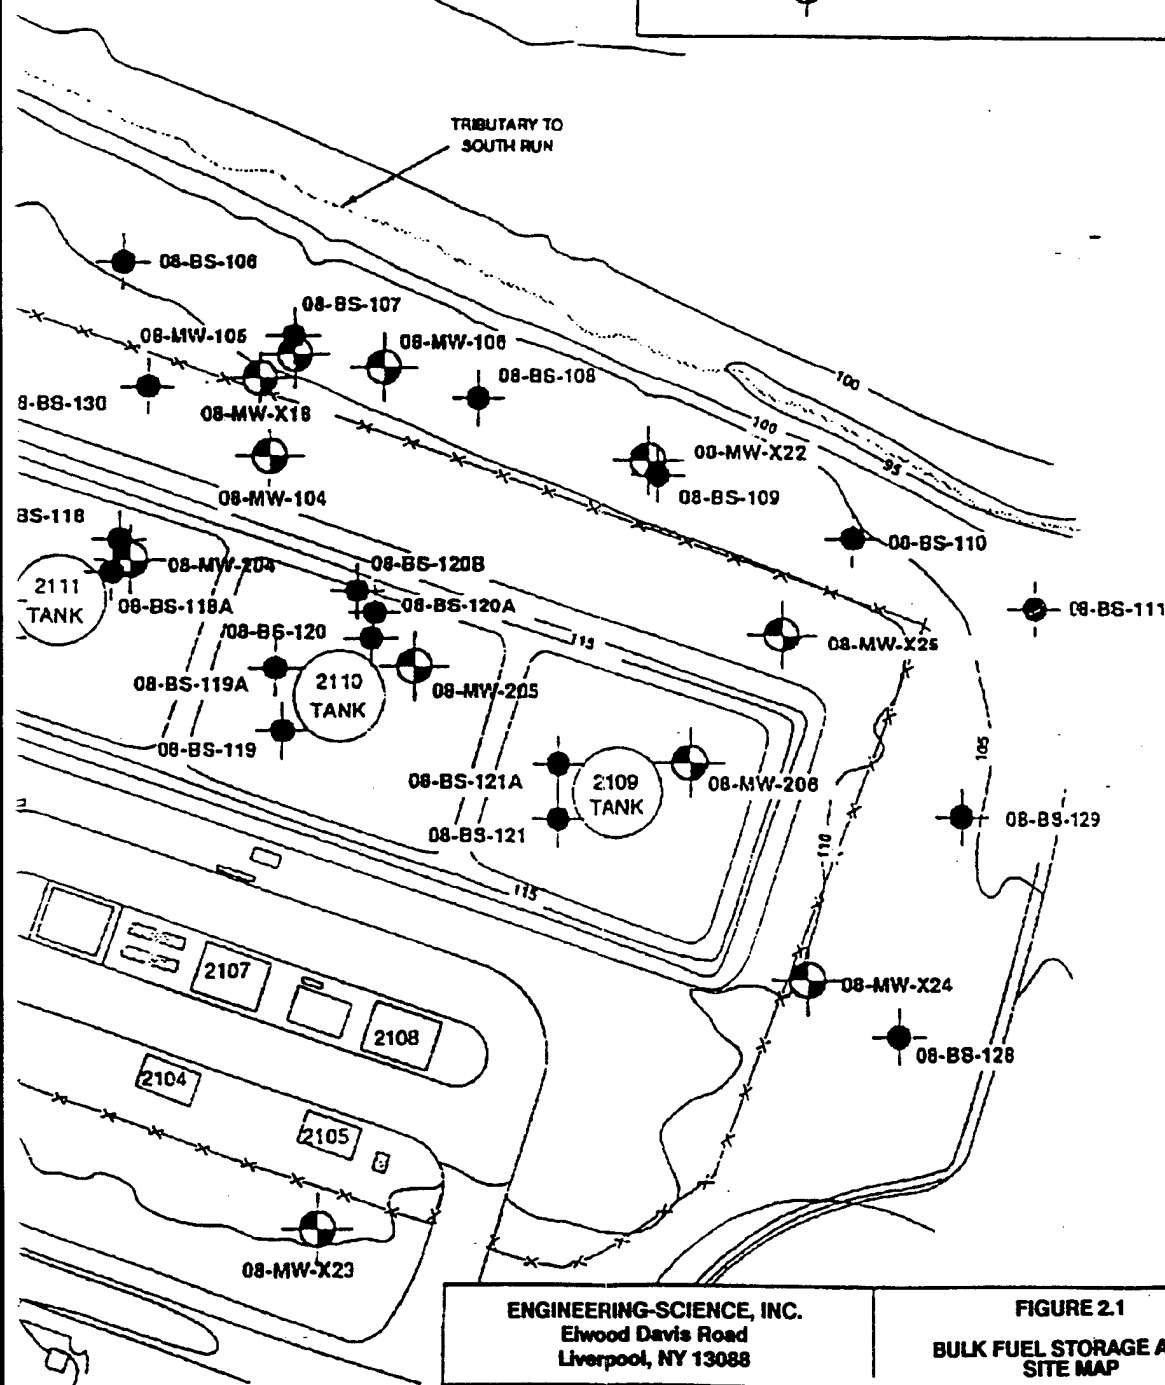 TRIBUTARY TO
SOUTH RUN
08-BS-106
08-BS-107
08-MW-105
08-MW-106
08-BS-108
100
8-BS-130
08-MW-X18
100
08-MW-X22
95
08-BS-109
08-MW-104
BS-118
08-BS-110
08-MW-204
08-BS-120B
2111
TANK
08-BS-118A
08-BS-120A
08-BS-111
08-BS-120
115
08-MW-X25
08-BS-119A
2110
TANK
08-MW-205
08-BS-119
105
08-BS-121A
2109
TANK
08-MW-206
08-BS-121
110
08-BS-129
115
2107
08-MW-X24
2108
08-BS-128
2104
2105
08-MW-X23
ENGINEERING-SCIENCE, INC.
Elwood Davis Road
Liverpool, NY 13088
FIGURE 2.1
BULK FUEL STORAGE A
SITE MAP